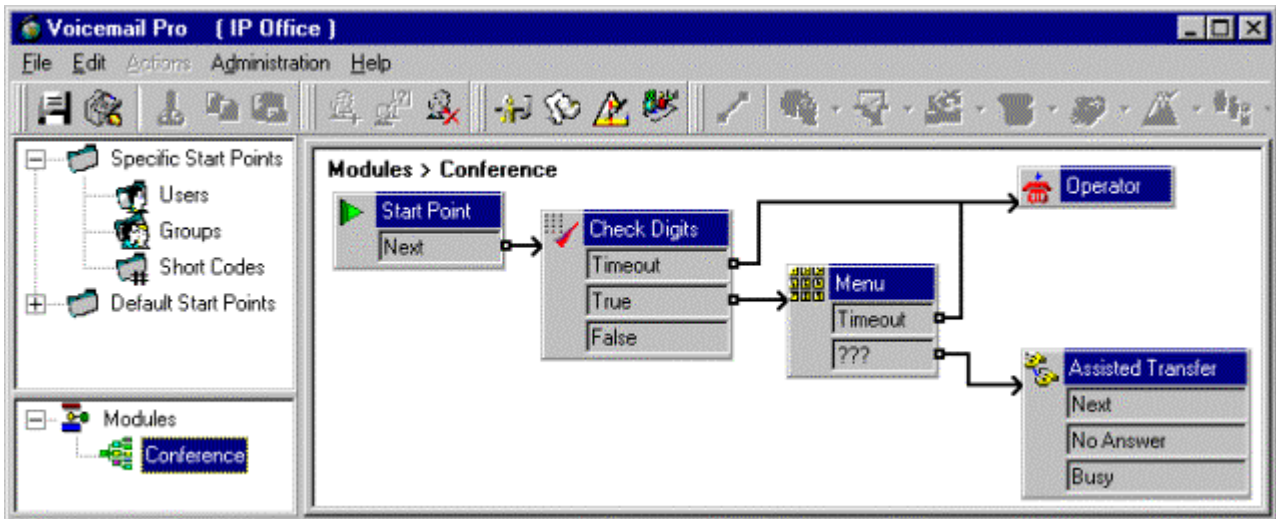 Voicemail Pro ( IP Office )
File Edit Actions Administration Help
Specific Start Points
Users
Groups
Short Codes
Default Start Points
Modules
Conference
Modules > Conference
Start Point
Next
Check Digits
Timeout
True
False
Menu
Timeout
???
Operator
Assisted Transfer
Next
No Answer
Busy